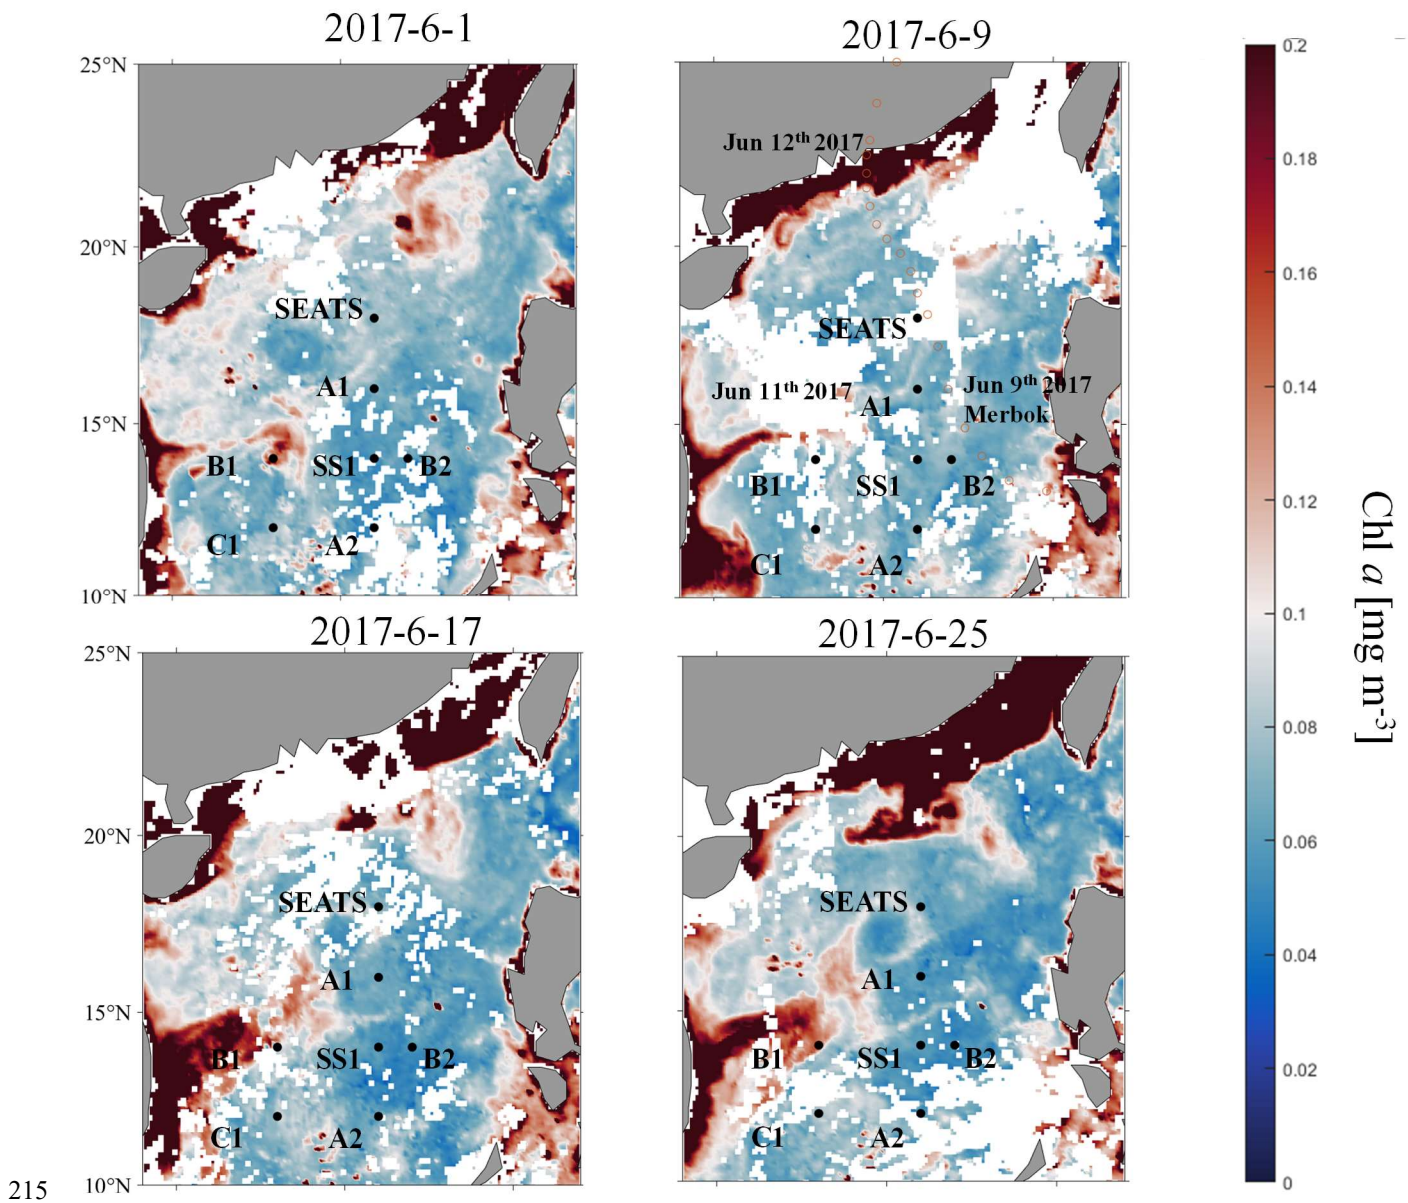 2017-6-1
2017-6-9
25°N
20°N
15°N
10°N
SEATS
A1
B1
SS1
B2
C1
A2
Jun 12th 2017
SEATS
Jun 11th 2017
A1
Jun 9th 2017
Merbok
B1
SS1
B2
C1
A2
2017-6-17
2017-6-25
25°N
20°N
15°N
10°N
SEATS
A1
B1
SS1
B2
C1
A2
SEATS
A1
B1
SS1
B2
C1
A2
0.2
0.18
0.16
0.14
0.12
0.1
0.08
0.06
0.04
0.02
0
Chl a [mg m-3]
215